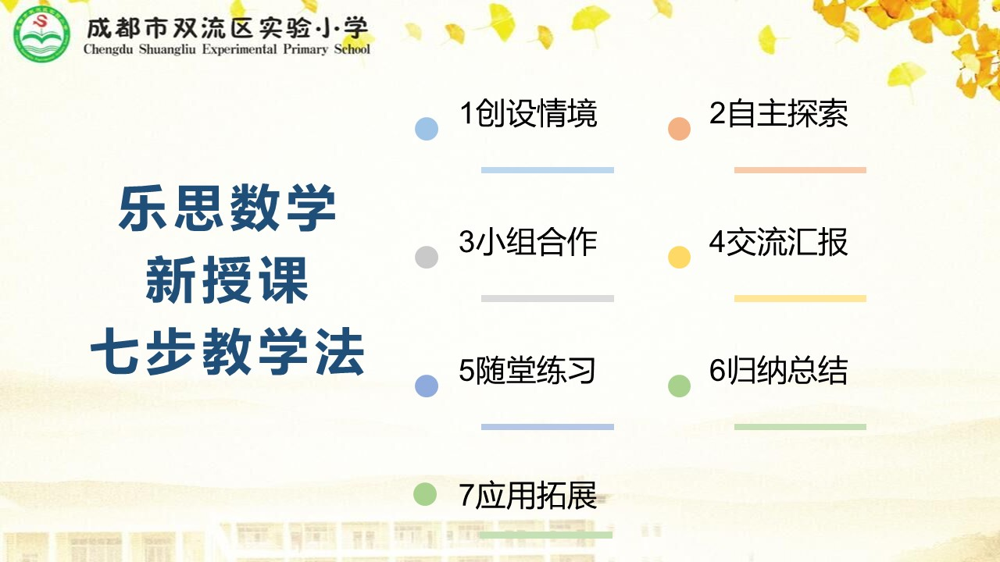 成都市双流区实验小学
Chengdu Shuangliu Experimental Primary School
乐思数学
新授课
七步教学法
1创设情境
2自主探索
3小组合作
4交流汇报
5随堂练习
6归纳总结
7应用拓展